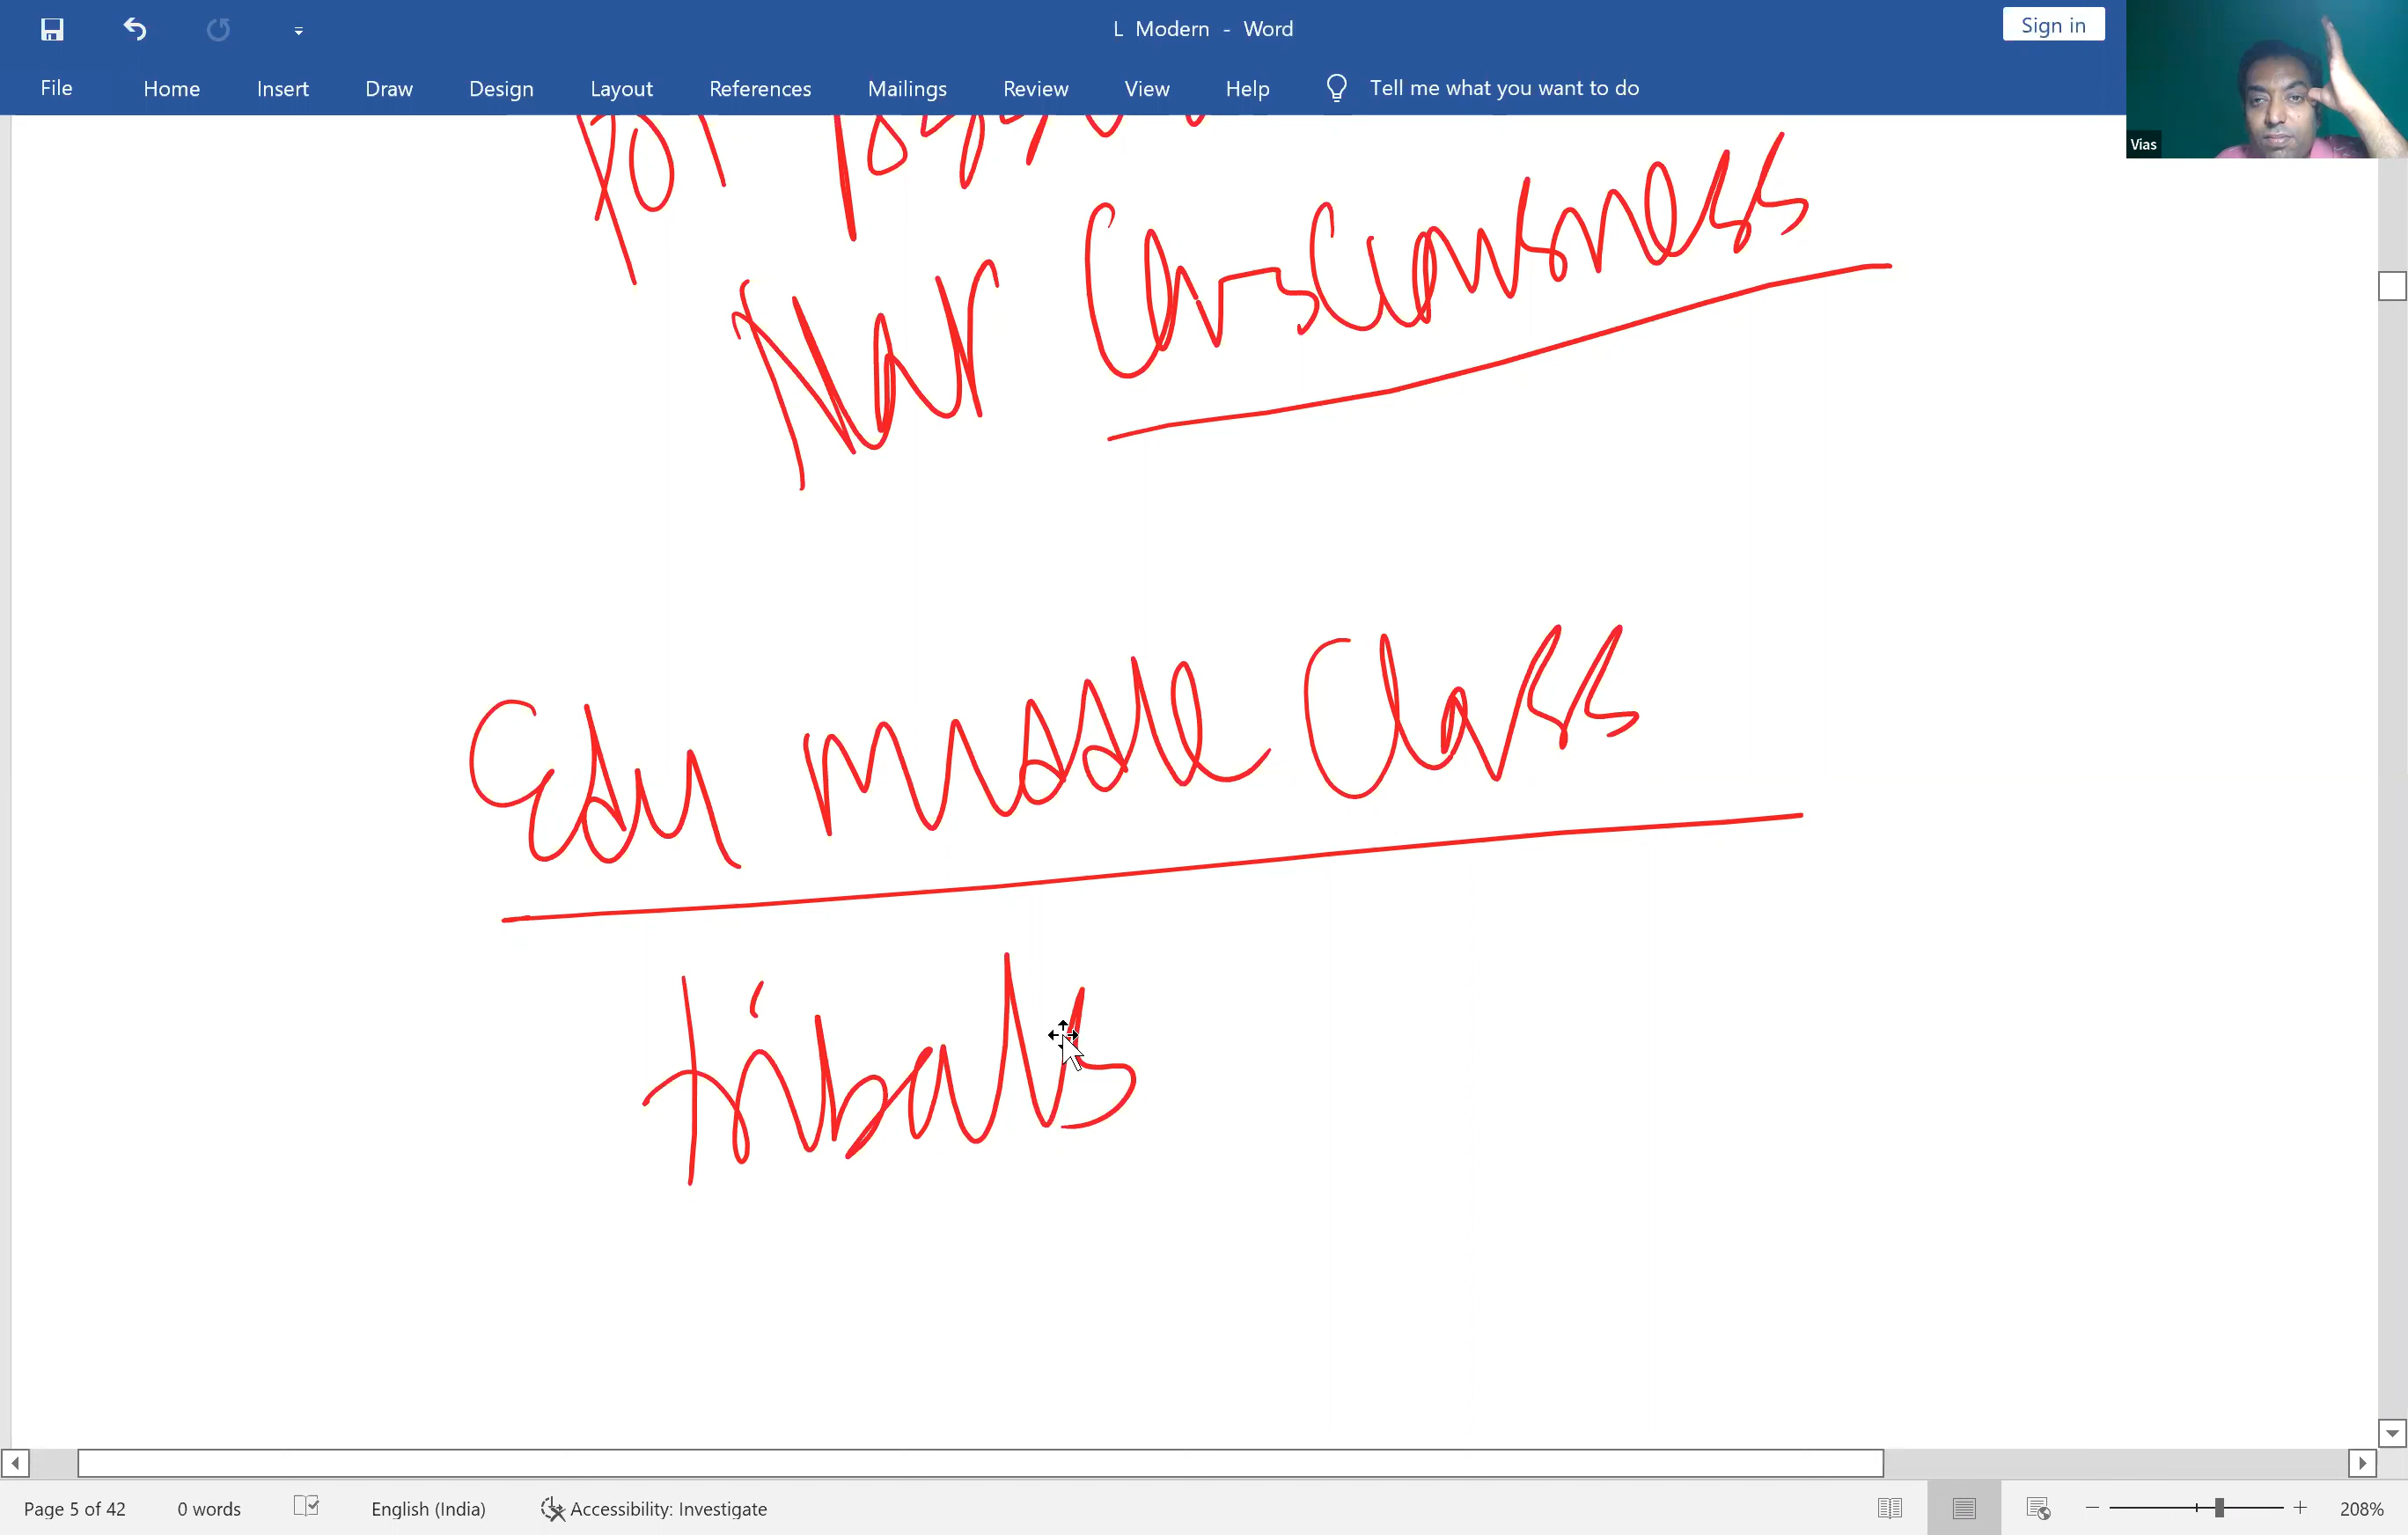 L Modern - Word
Sign in
File Home Insert Draw Design Layout References Mailings Review View Help Tell me what you want to do
Vias
Consciousness
Edu middle Class
tribals
Page 5 of 42 0 words English (India) Accessibility: Investigate 208%